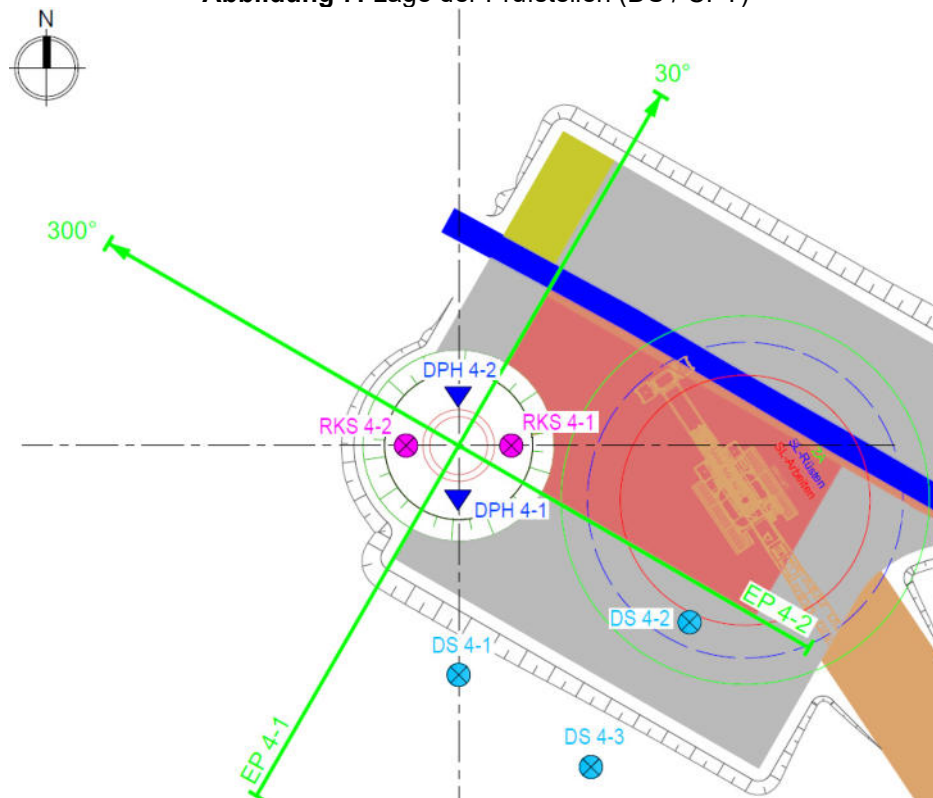 N
30°
300°
DPH 4-2
RKS 4-2
RKS 4-1
DPH 4-1
SL-Rüsten
SL-Arbeiten
EP 4-2
DS 4-2
DS 4-1
EP 4-1
DS 4-3